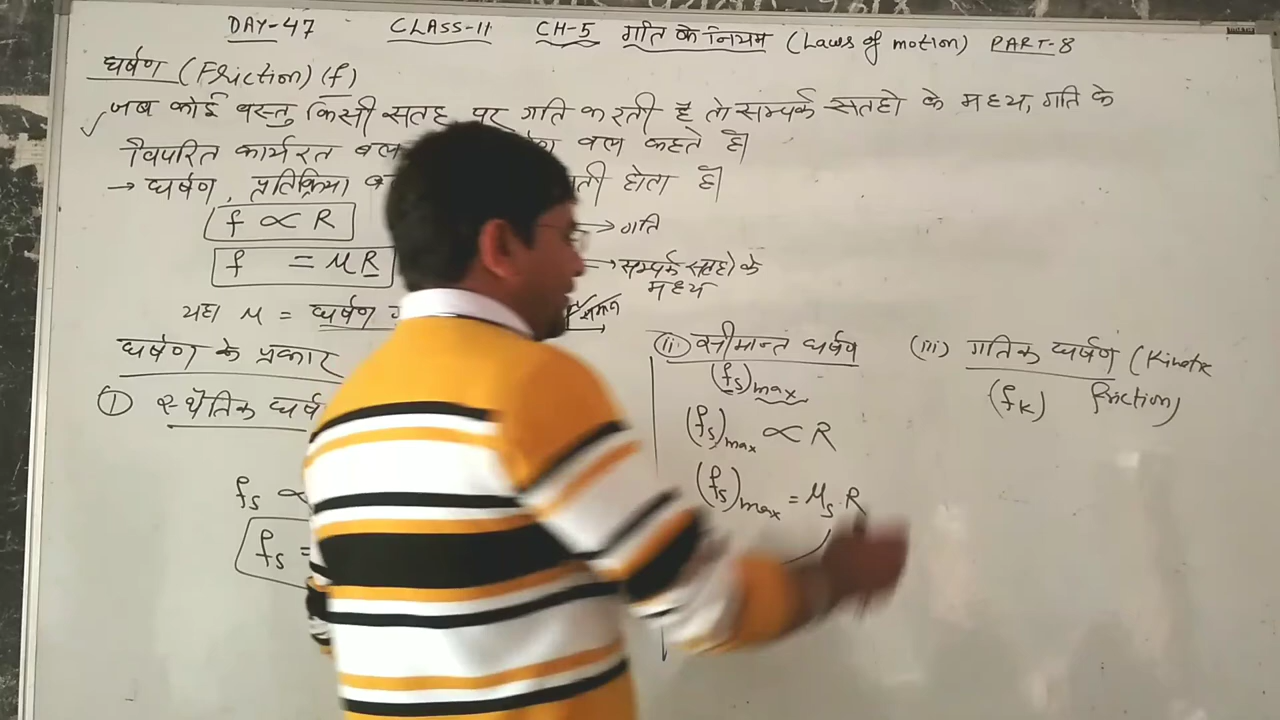 DAY-47 CLASS-11 CH-5 गति के नियम (Laws of motion) PART-8
घर्षण (Friction) (f)
जब कोई वस्तु किसी सतह पर गति करती है तो सम्पर्क सतहो के मध्य, गति के
विपरित कार्यरत बल बल कहते है।
→ घर्षण, प्रतिक्रिया होता है।
f ∝ R
→ गति
f = μR
→ सम्पर्क सतहो के
मध्य
यहा μ = घर्षण
घर्षण के प्रकार
① स्थैतिक
fs ∝
fs =
(ii) सीमान्त घर्षण
(fs)max
(fs)max ∝ R
(fs)max = μs R
(iii) गतिक घर्षण (Kinetic
(fK) friction)